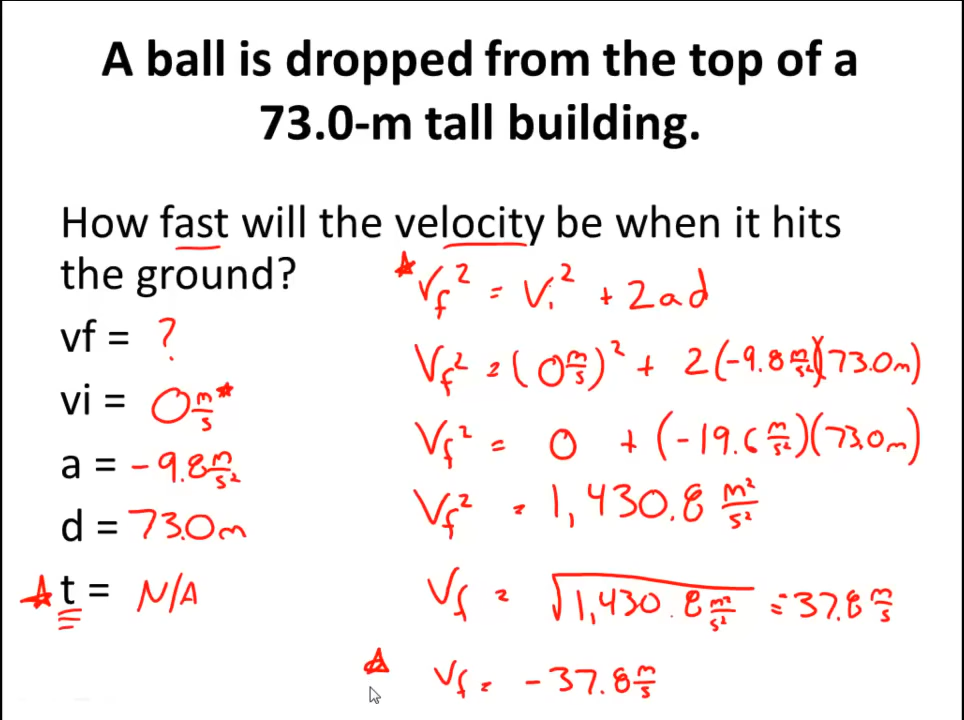 A ball is dropped from the top of a
73.0-m tall building.
How fast will the velocity be when it hits
the ground?
vf = ?
vi = 0 m/s
a = -9.8 m/s²
d = 73.0m
t = N/A
Vf² = Vi² + 2ad
Vf² = (0 m/s)² + 2(-9.8 m/s²)(73.0m)
Vf² = 0 + (-19.6 m/s²)(73.0m)
Vf² = 1,430.8 m²/s²
Vf = √1,430.8 m²/s² = 37.8 m/s
Vf = -37.8 m/s